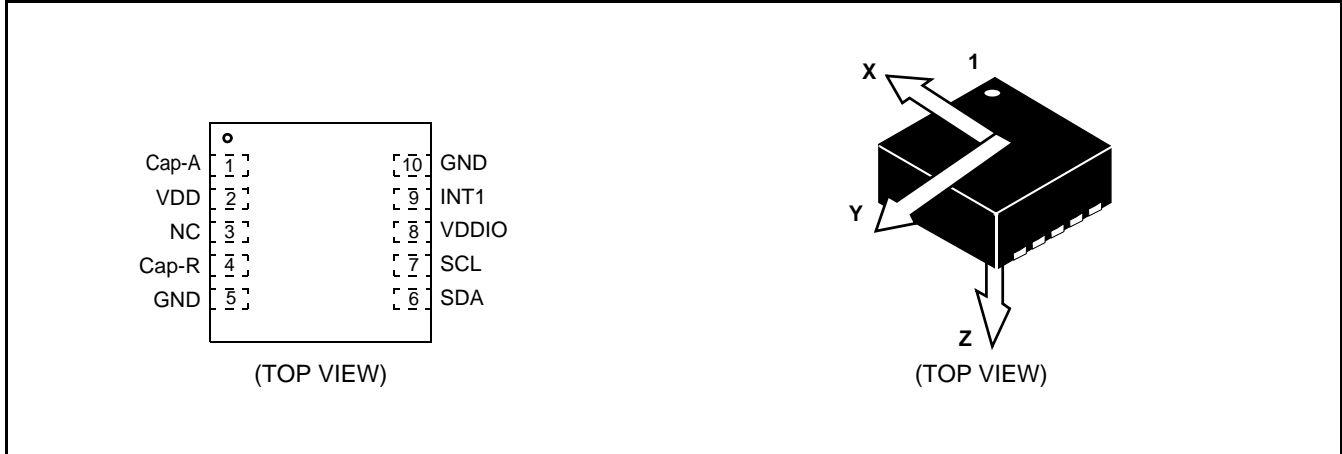 Cap-A 1 10 GND
VDD 2 9 INT1
NC 3 8 VDDIO
Cap-R 4 7 SCL
GND 5 6 SDA
(TOP VIEW)
X 1
Y
Z
(TOP VIEW)